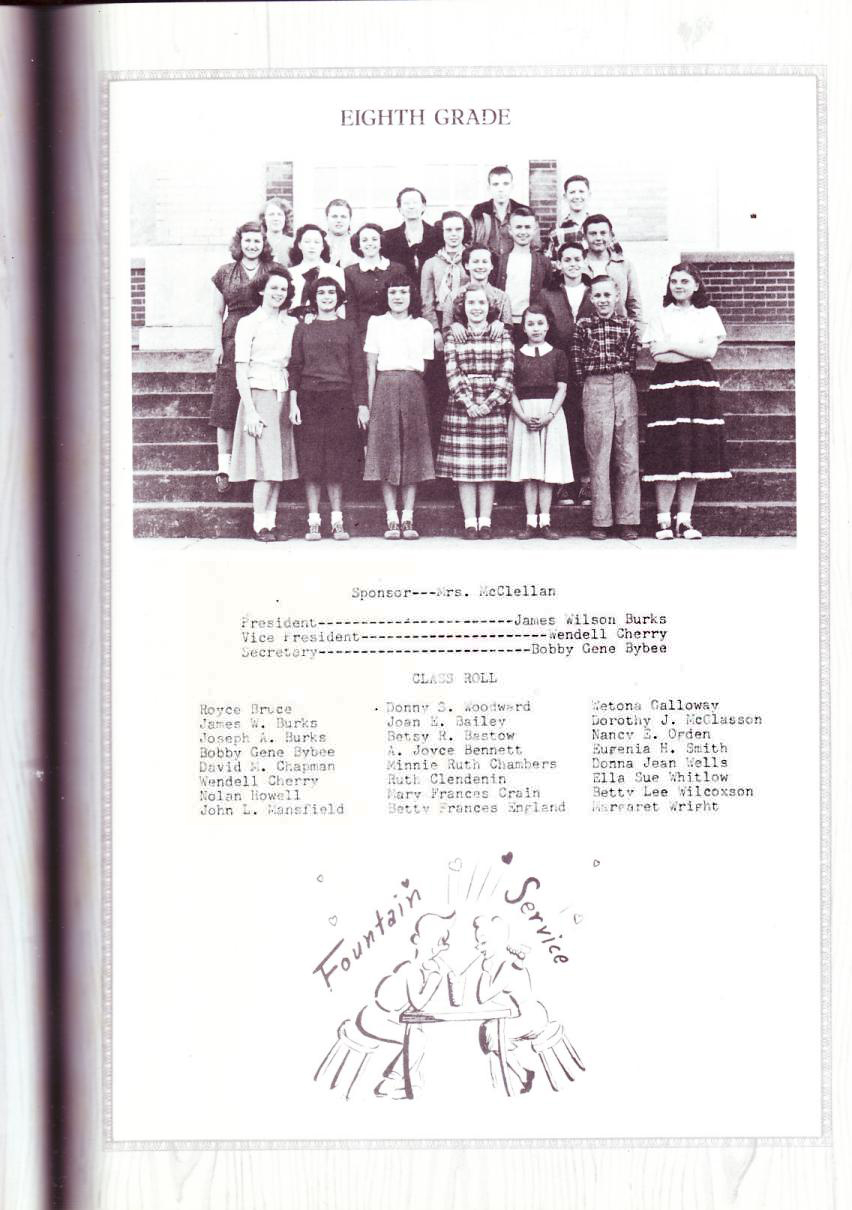 EIGHTH GRADE
Sponsor---Mrs. McClellan
President-----------------------James Wilson Burks
Vice President----------------------Wendell Cherry
Secretary-------------------------Bobby Gene Bybee
CLASS ROLL
Royce Bruce
James W. Burks
Joseph A. Burks
Bobby Gene Bybee
David M. Chapman
Wendell Cherry
Nolan Howell
John L. Mansfield
Donny S. Woodward
Joan E. Bailey
Betsy R. Bastow
A. Joyce Bennett
Minnie Ruth Chambers
Ruth Clendenin
Mary Frances Crain
Betty Frances England
Wetona Galloway
Dorothy J. McClasson
Nancy E. Orden
Eugenia H. Smith
Donna Jean Wells
Ella Sue Whitlow
Betty Lee Wilcoxson
Margaret Wright
Fountain Service